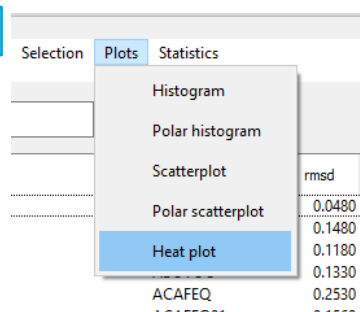 Selection Plots Statistics
Histogram
Polar histogram
Scatterplot
rmsd
Polar scatterplot
0.0480
0.1480
Heat plot
0.1180
0.1330
ACAFEQ
0.2530